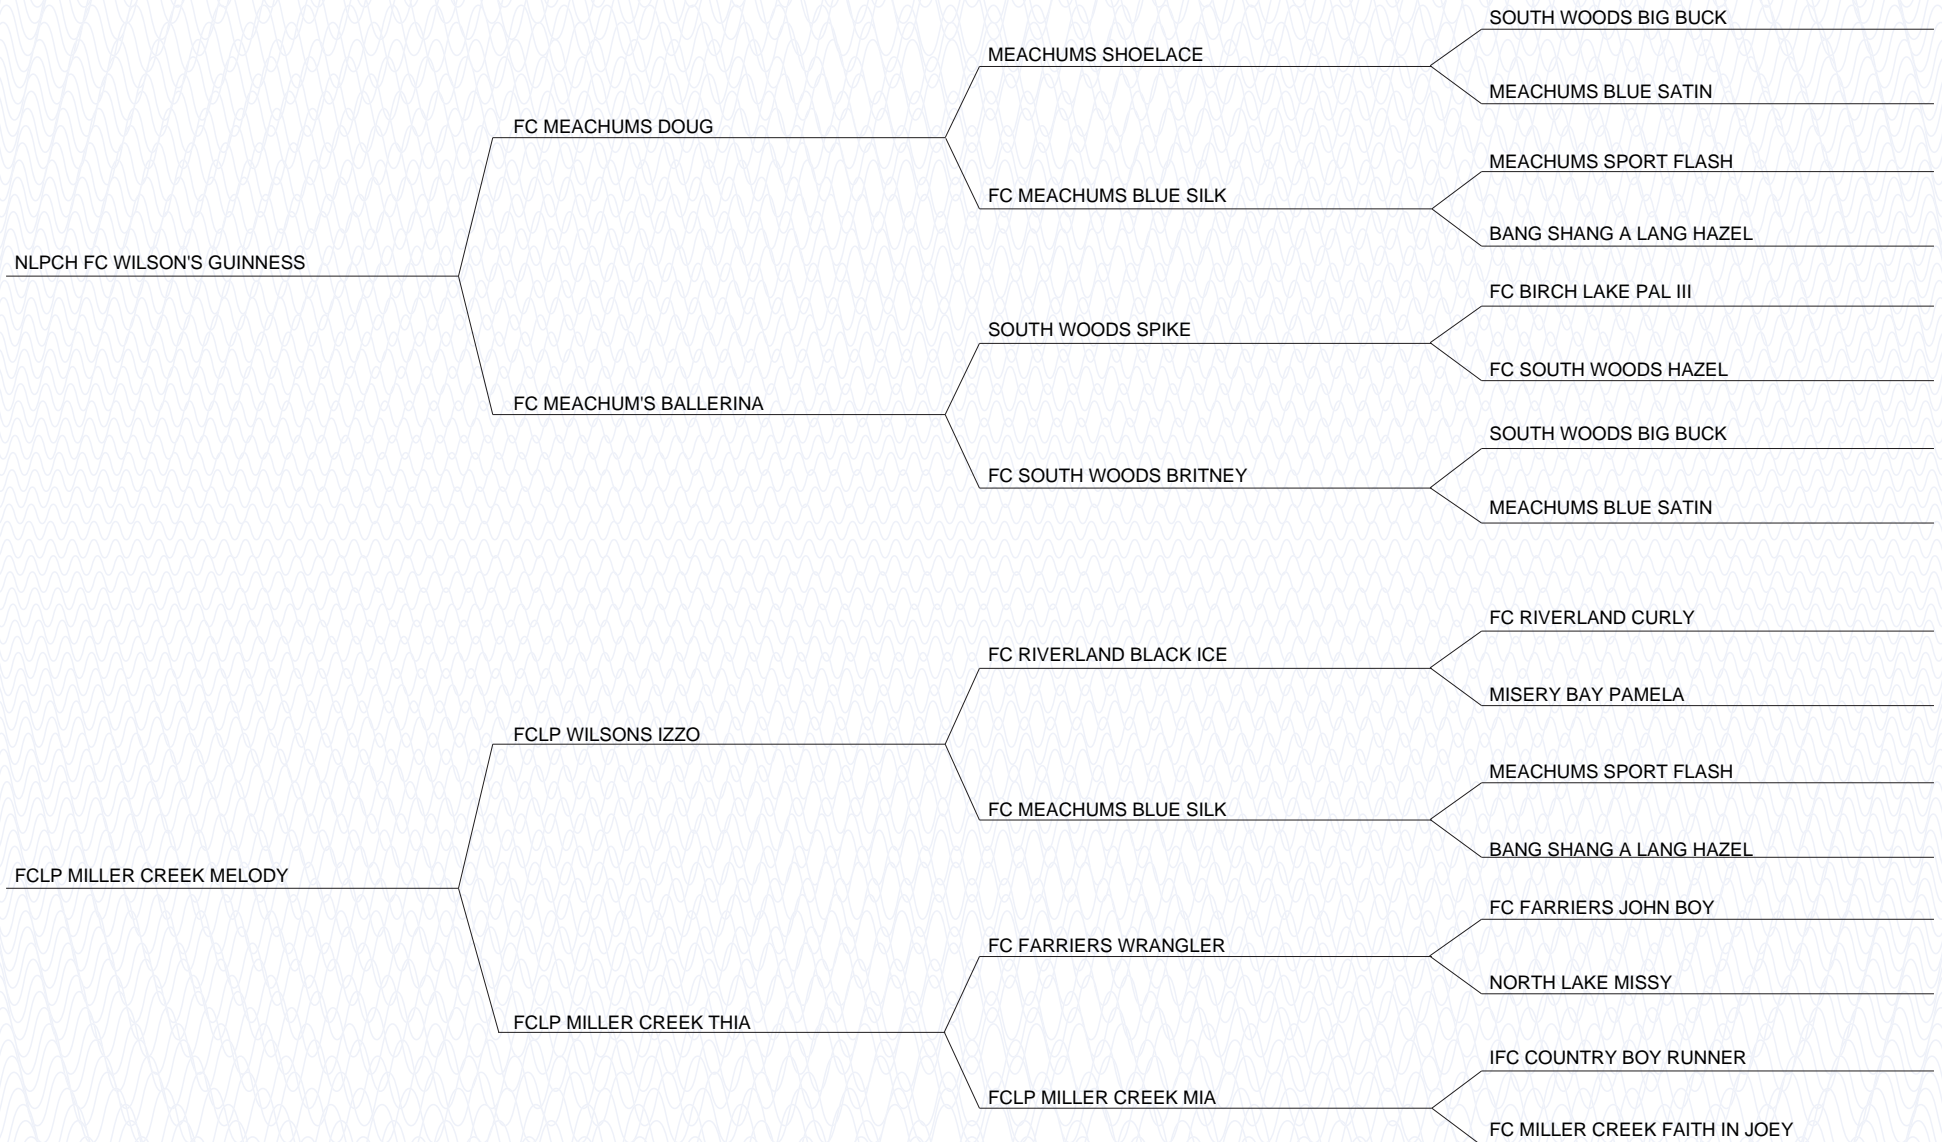 SOUTH WOODS BIG BUCK
MEACHUMS SHOELACE
MEACHUMS BLUE SATIN
FC MEACHUMS DOUG
MEACHUMS SPORT FLASH
FC MEACHUMS BLUE SILK
BANG SHANG A LANG HAZEL
NLPCH FC WILSON'S GUINNESS
FC BIRCH LAKE PAL III
SOUTH WOODS SPIKE
FC SOUTH WOODS HAZEL
FC MEACHUM'S BALLERINA
SOUTH WOODS BIG BUCK
FC SOUTH WOODS BRITNEY
MEACHUMS BLUE SATIN
FC RIVERLAND CURLY
FC RIVERLAND BLACK ICE
MISERY BAY PAMELA
FCLP WILSONS IZZO
MEACHUMS SPORT FLASH
FC MEACHUMS BLUE SILK
BANG SHANG A LANG HAZEL
FCLP MILLER CREEK MELODY
FC FARRIERS JOHN BOY
FC FARRIERS WRANGLER
NORTH LAKE MISSY
FCLP MILLER CREEK THIA
IFC COUNTRY BOY RUNNER
FCLP MILLER CREEK MIA
FC MILLER CREEK FAITH IN JOEY